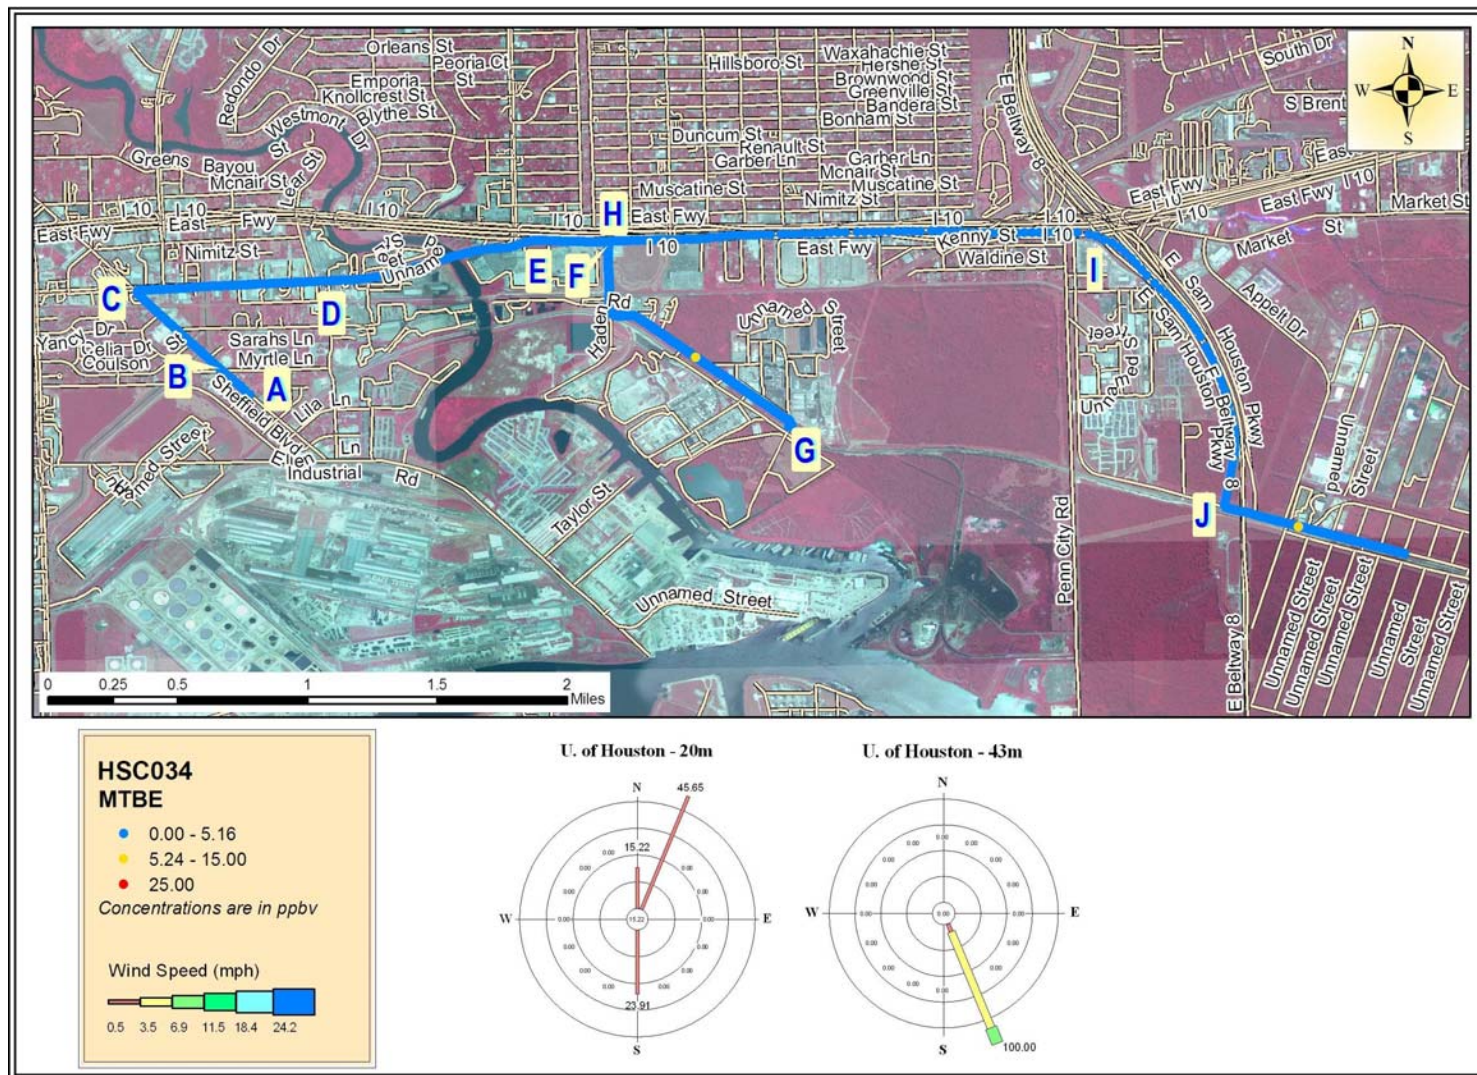 Orleans St
Peoria Ct
St
Redondo Dr
Emporia
Knollcrest St
Blythe St
Westmont Dr
Hillsboro St
Waxahachie St
Hershe St
Brownwood St
Greenville St
Bandera St
Bonham St
Duncum St
Renault St
Garber Ln
Garber Ln
Mcnair St
Muscatine St
Muscatine St
Nimitz St
E Beltway 8
South Dr
S Brent
N
W
E
S
Greens Bayou St
Mcnair St
Lear St
East Fwy
I 10
East
I 10
Fwy
I 10
I 10
H
East Fwy
I 10
I 10
East Fwy
Kenny St
I 10
I 10
Waldine St
East Fwy
I 10
I 10
East Fwy
I 10
Market St
Market St
Nimitz St
Unname
C
D
E
F
I
Yancy Dr
Celia Dr
Coulson
St
Sarahs Ln
Myrtle Ln
B
A
Lila Ln
Sheffield Blvd
Ellen
Ln
Industrial Rd
Haden Rd
Unnamed Street
G
E Sam Houston Pkwy
E Sam Houston Pkwy
E Beltway 8
Appelt Dr
Unnamed Street
Taylor St
Unnamed Street
Penn City Rd
J
E Beltway 8
Unnamed Street
Unnamed Street
Unnamed Street
Unnamed Street
Unnamed Street
0 0.25 0.5 1 1.5 2
Miles
HSC034
MTBE
0.00 - 5.16
5.24 - 15.00
25.00
Concentrations are in ppbv
Wind Speed (mph)
0.5 3.5 6.9 11.5 18.4 24.2
U. of Houston - 20m
N
45.65
15.22
W
15.22
E
23.91
S
U. of Houston - 43m
N
W
0.00
E
S
100.00